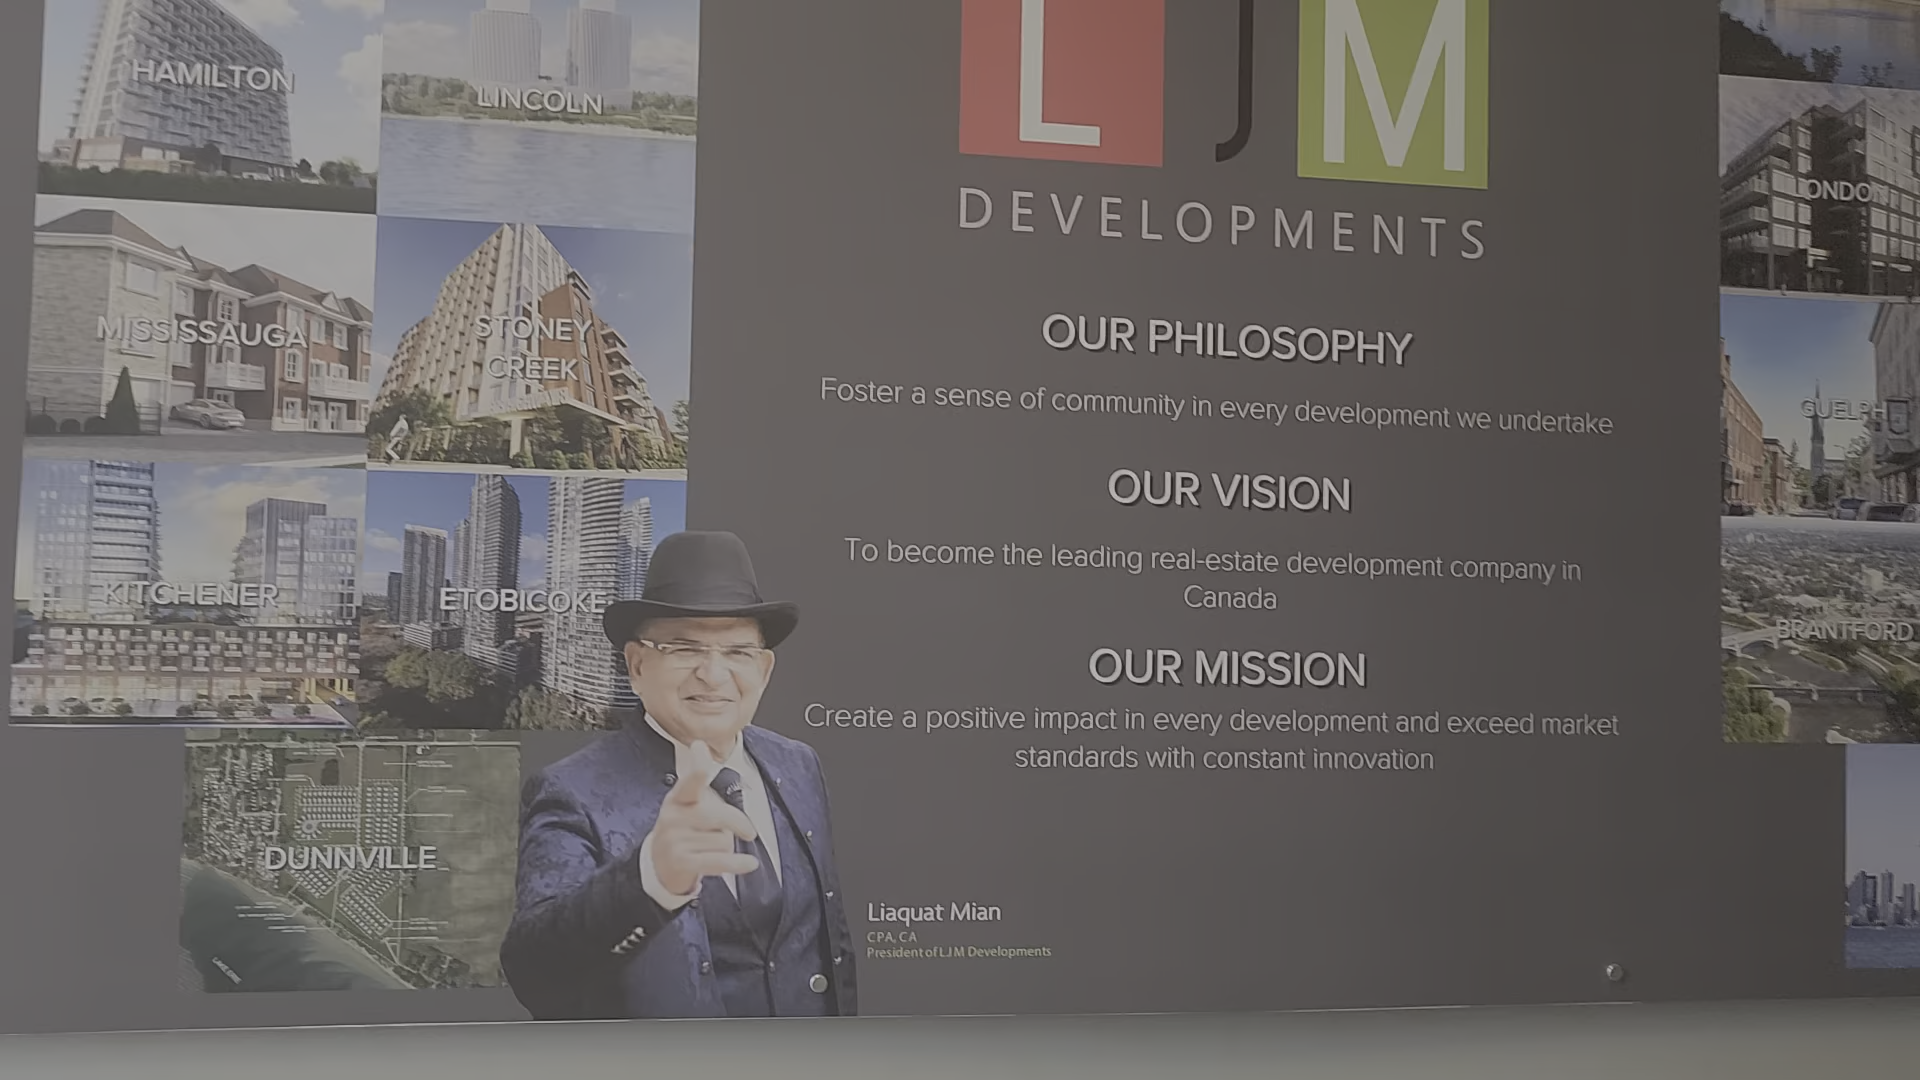 HAMILTON
LINCOLN
MISSISSAUGA
STONEY
CREEK
KITCHENER
ETOBICOKE
DUNNVILLE
LJM
DEVELOPMENTS
OUR PHILOSOPHY
Foster a sense of community in every development we undertake
OUR VISION
To become the leading real-estate development company in
Canada
OUR MISSION
Create a positive impact in every development and exceed market
standards with constant innovation
Liaquat Mian
CPA, CA
President of LJM Developments
LONDON
GUELPH
BRANTFORD